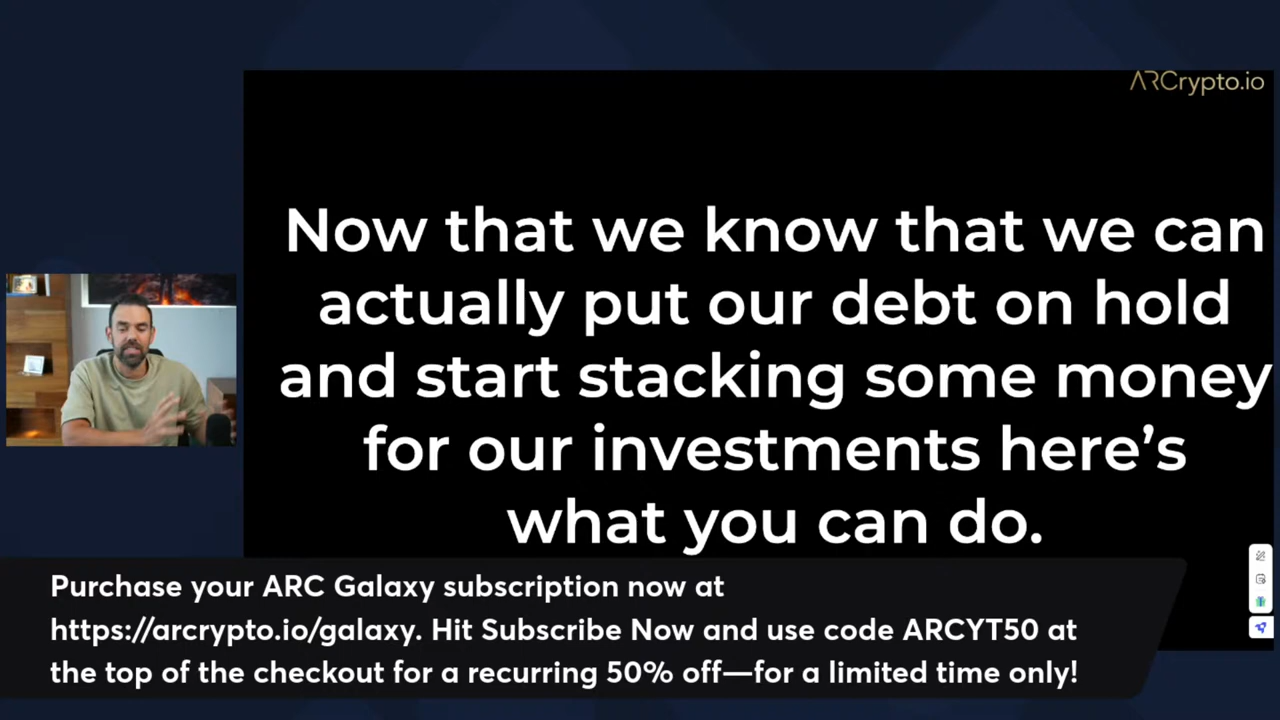 ARCrypto.io
Now that we know that we can
actually put our debt on hold
and start stacking some money
for our investments here’s
what you can do.
Purchase your ARC Galaxy subscription now at
https://arcrypto.io/galaxy. Hit Subscribe Now and use code ARCYT50 at
the top of the checkout for a recurring 50% off—for a limited time only!